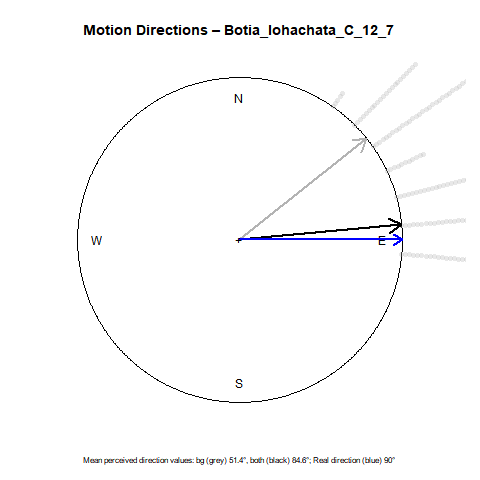 Motion Directions – Botia_lohachata_C_12_7
N
W
E
S
Mean perceived direction values: bg (grey) 51.4°, both (black) 84.6°; Real direction (blue) 90°